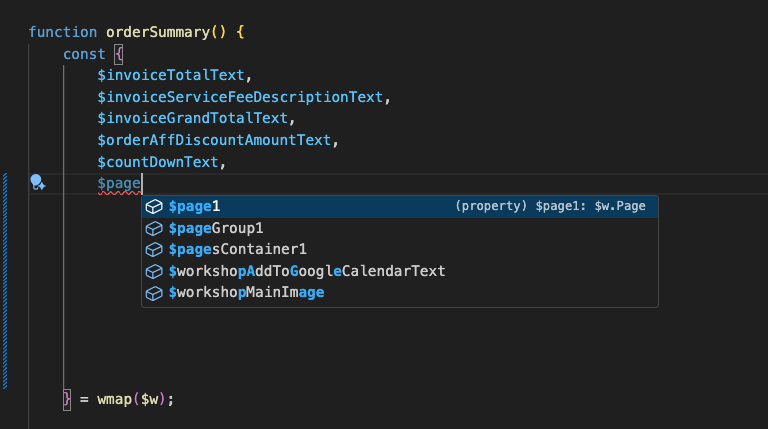 function orderSummary() {
const {
$invoiceTotalText,
$invoiceServiceFeeDescriptionText,
$invoiceGrandTotalText,
$orderAffDiscountAmountText,
$countDownText,
$page
$page1 (property) $page1: $w.Page
$pageGroup1
$pagesContainer1
$workshopAddToGoogleCalendarText
$workshopMainImage
} = wmap($w);